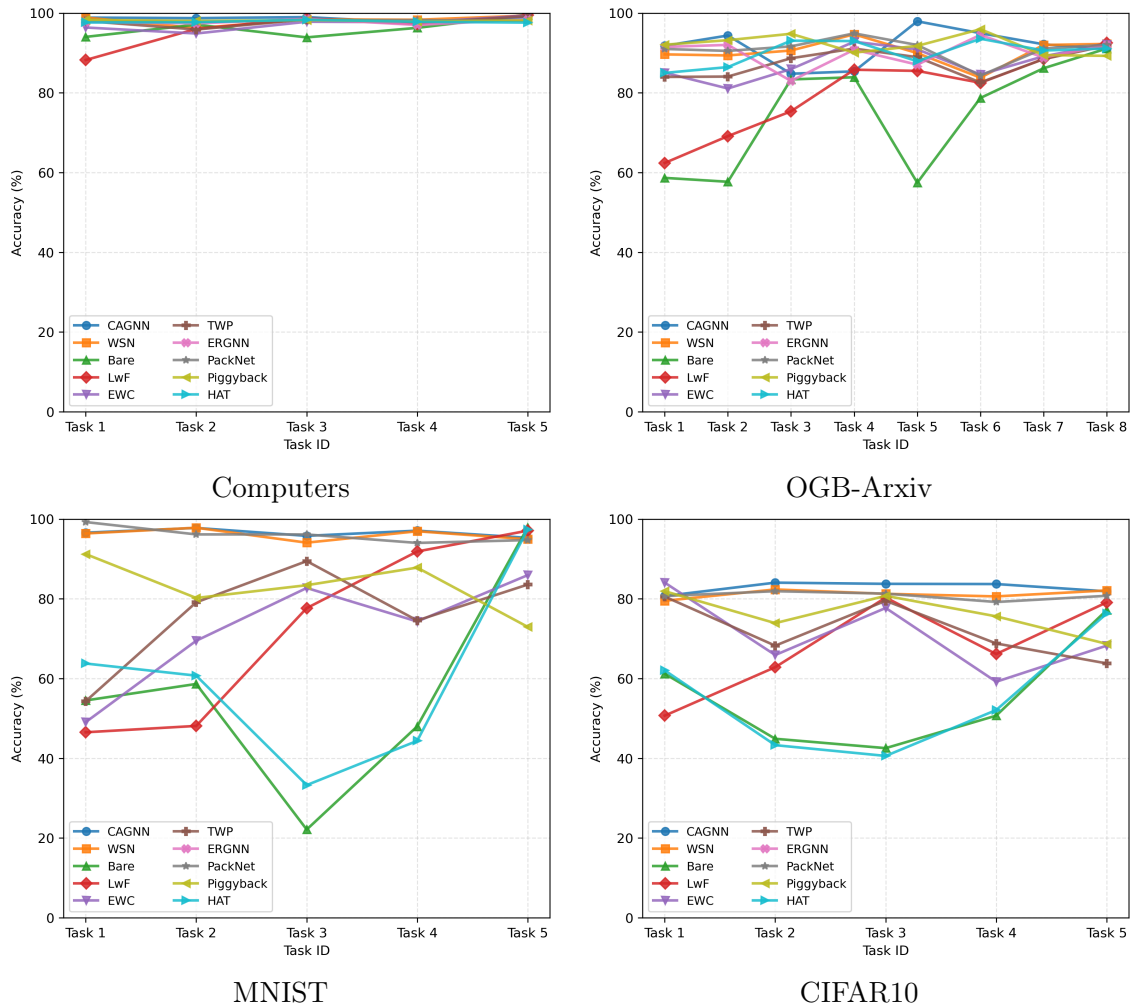 100
80
60
40
20
0
Accuracy (%)
CAGNN
WSN
Bare
LwF
EWC
TWP
ERGNN
PackNet
Piggyback
HAT
Task 1 Task 2 Task 3 Task 4 Task 5
Task ID
Computers
100
80
60
40
20
0
Accuracy (%)
CAGNN
WSN
Bare
LwF
EWC
TWP
ERGNN
PackNet
Piggyback
HAT
Task 1 Task 2 Task 3 Task 4 Task 5 Task 6 Task 7 Task 8
Task ID
OGB-Arxiv
100
80
60
40
20
0
Accuracy (%)
CAGNN
WSN
Bare
LwF
EWC
TWP
ERGNN
PackNet
Piggyback
HAT
Task 1 Task 2 Task 3 Task 4 Task 5
Task ID
MNIST
100
80
60
40
20
0
Accuracy (%)
CAGNN
WSN
Bare
LwF
EWC
TWP
ERGNN
PackNet
Piggyback
HAT
Task 1 Task 2 Task 3 Task 4 Task 5
Task ID
CIFAR10